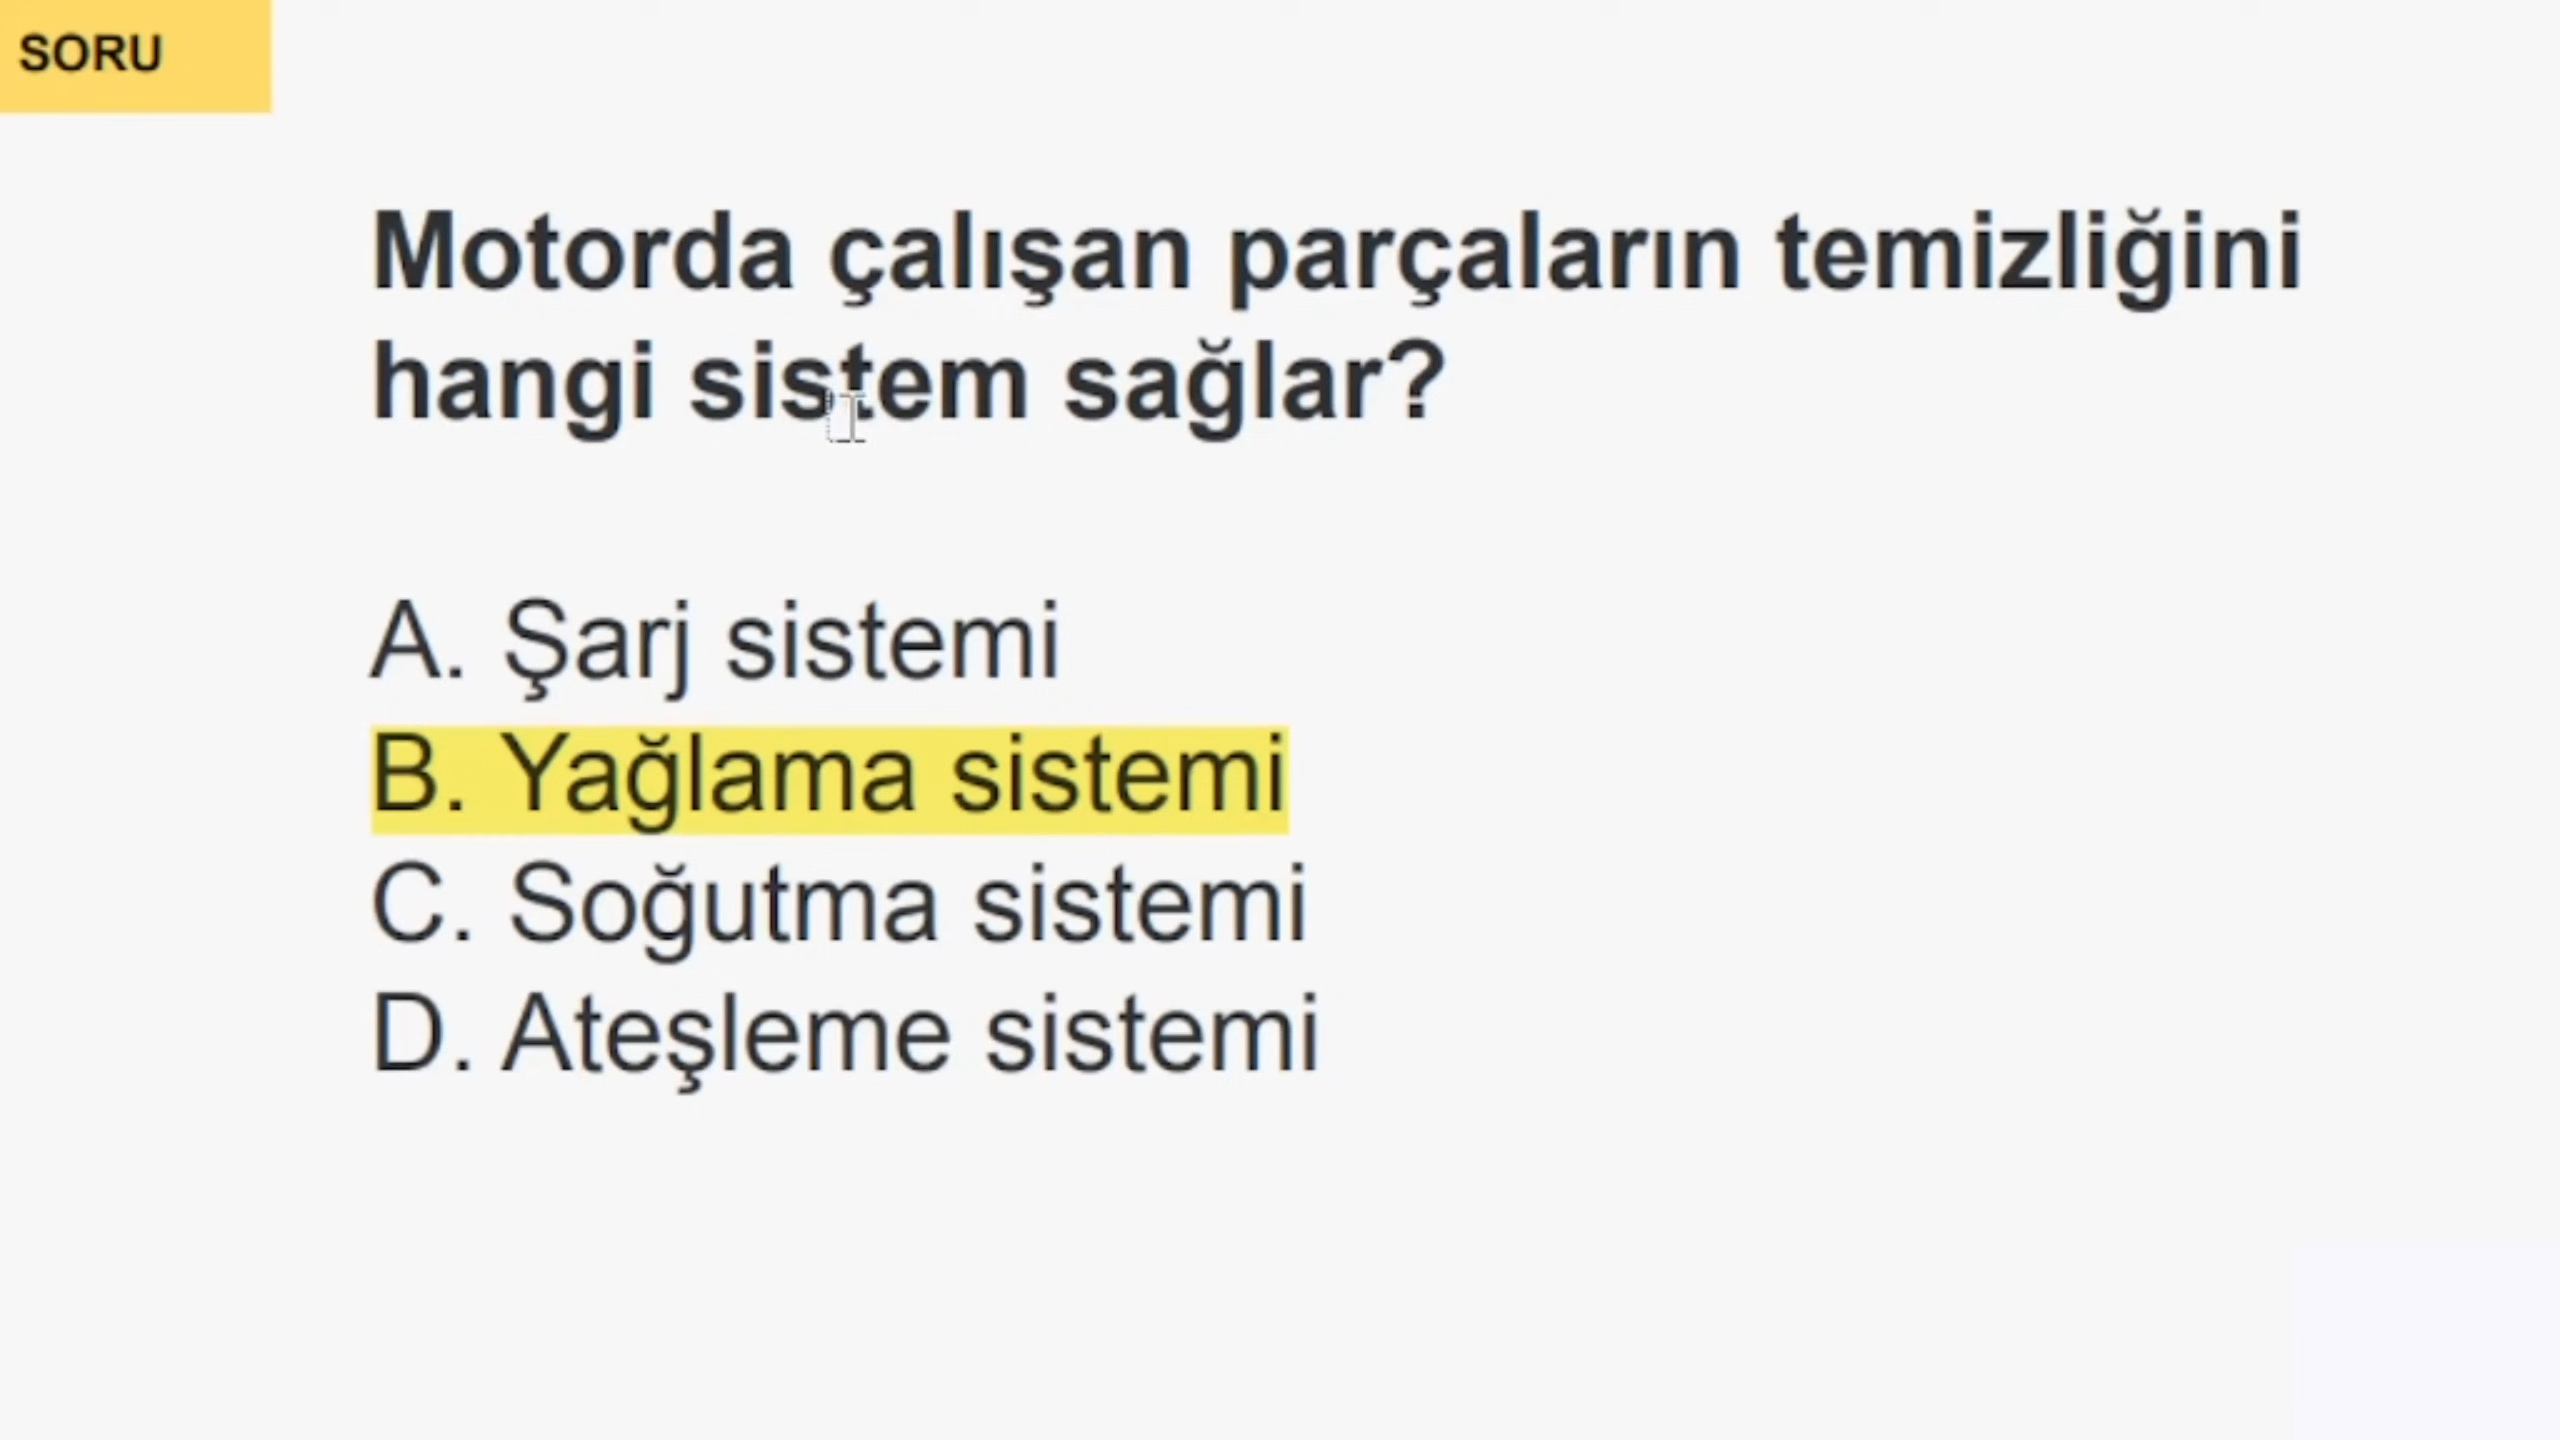 SORU
Motorda çalışan parçaların temizliğini
hangi sistem sağlar?
A. Şarj sistemi
B. Yağlama sistemi
C. Soğutma sistemi
D. Ateşleme sistemi